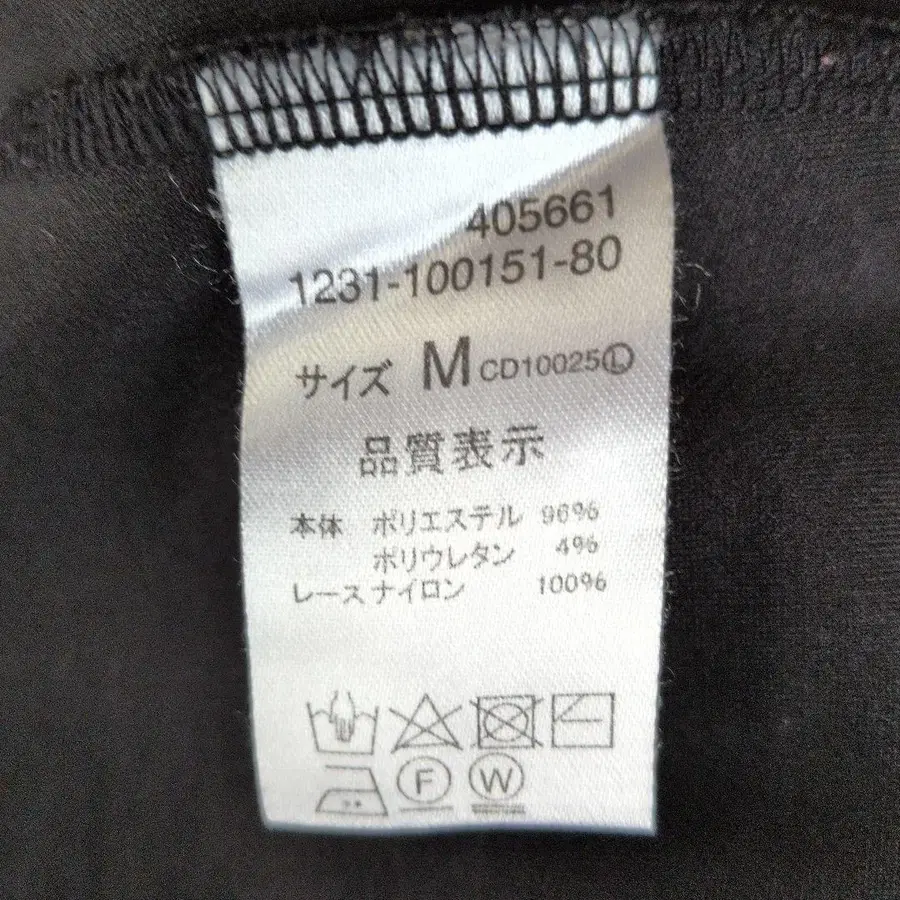 405661
1231-100151-80
サイズ M CD10025Ⓛ
品質表示
本体 ポリエステル 96%
ポリウレタン 4%
レース ナイロン 100%
Ⓕ Ⓦ